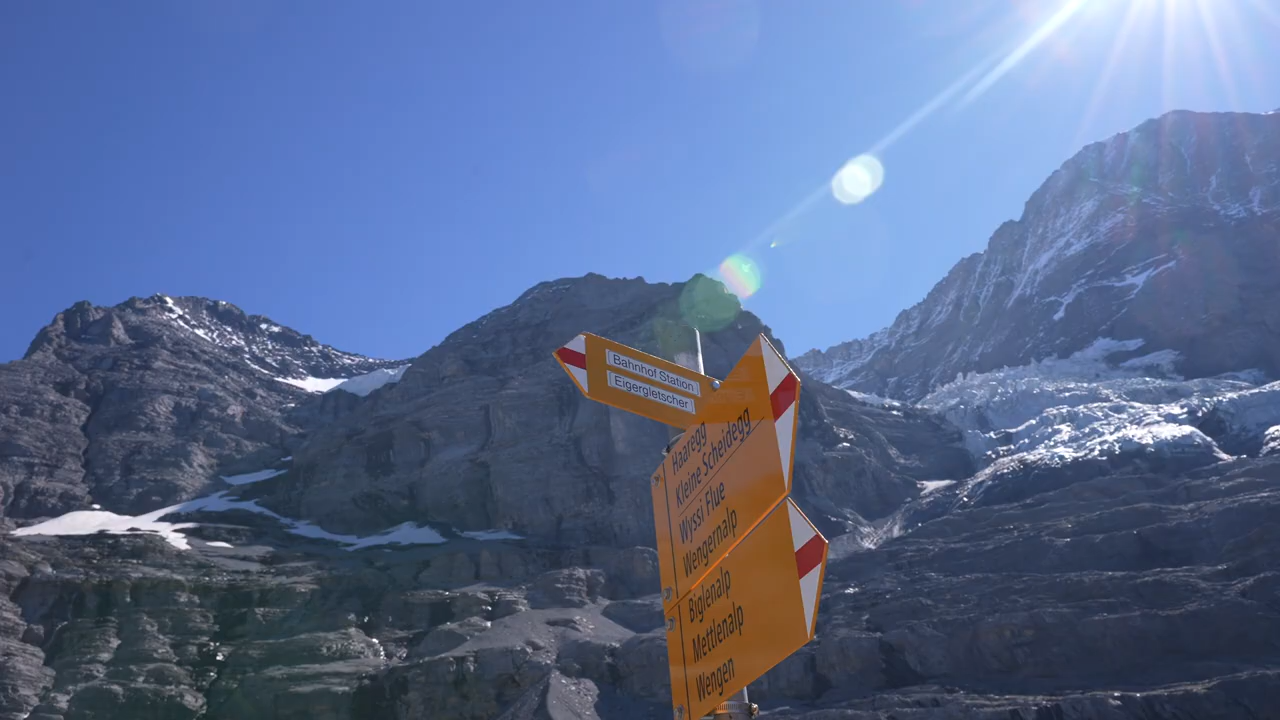 Bahnhof Station
Eigergletscher
Haaregg
Kleine Scheidegg
Wyssi Flue
Wengernalp
Biglenalp
Mettlenalp
Wengen